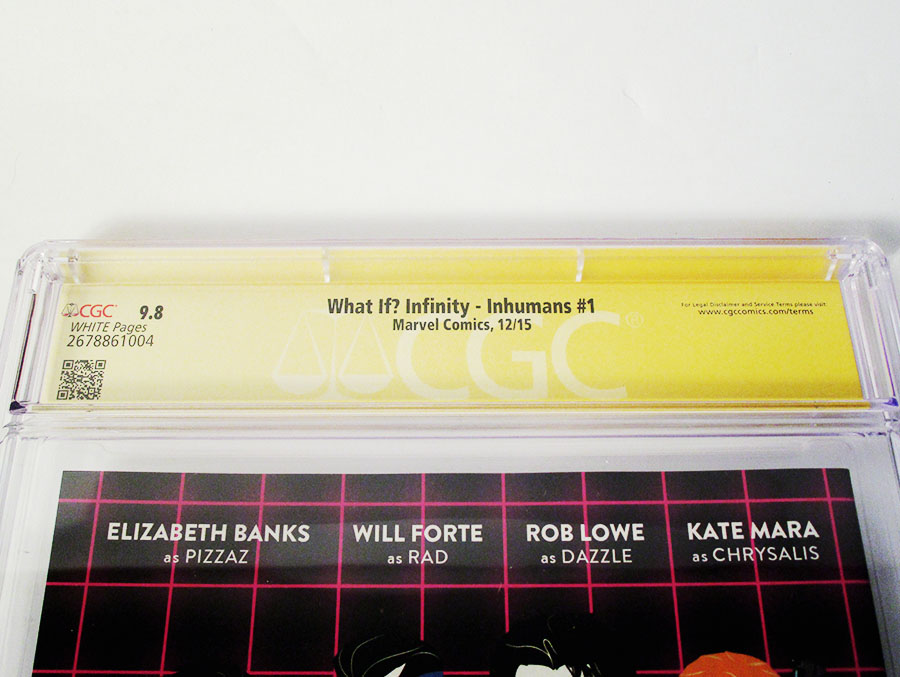 CGC 9.8
WHITE Pages
2678861004
What If? Infinity - Inhumans #1
Marvel Comics, 12/15
For Legal Disclaimer and Service Terms please visit
www.cgccomics.com/terms
CGC®
ELIZABETH BANKS
as PIZZAZ
WILL FORTE
as RAD
ROB LOWE
as DAZZLE
KATE MARA
as CHRYSALIS